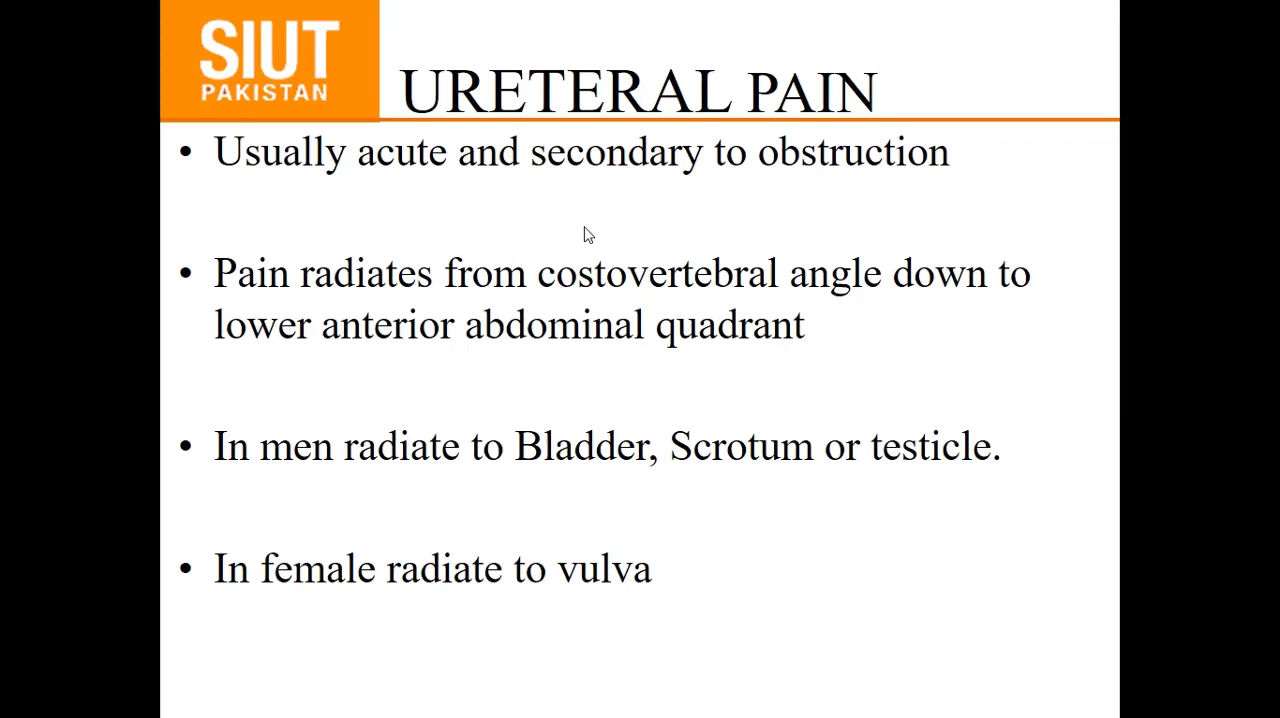 SIUT
PAKISTAN
URETERAL PAIN
• Usually acute and secondary to obstruction
• Pain radiates from costovertebral angle down to
lower anterior abdominal quadrant
• In men radiate to Bladder, Scrotum or testicle.
• In female radiate to vulva